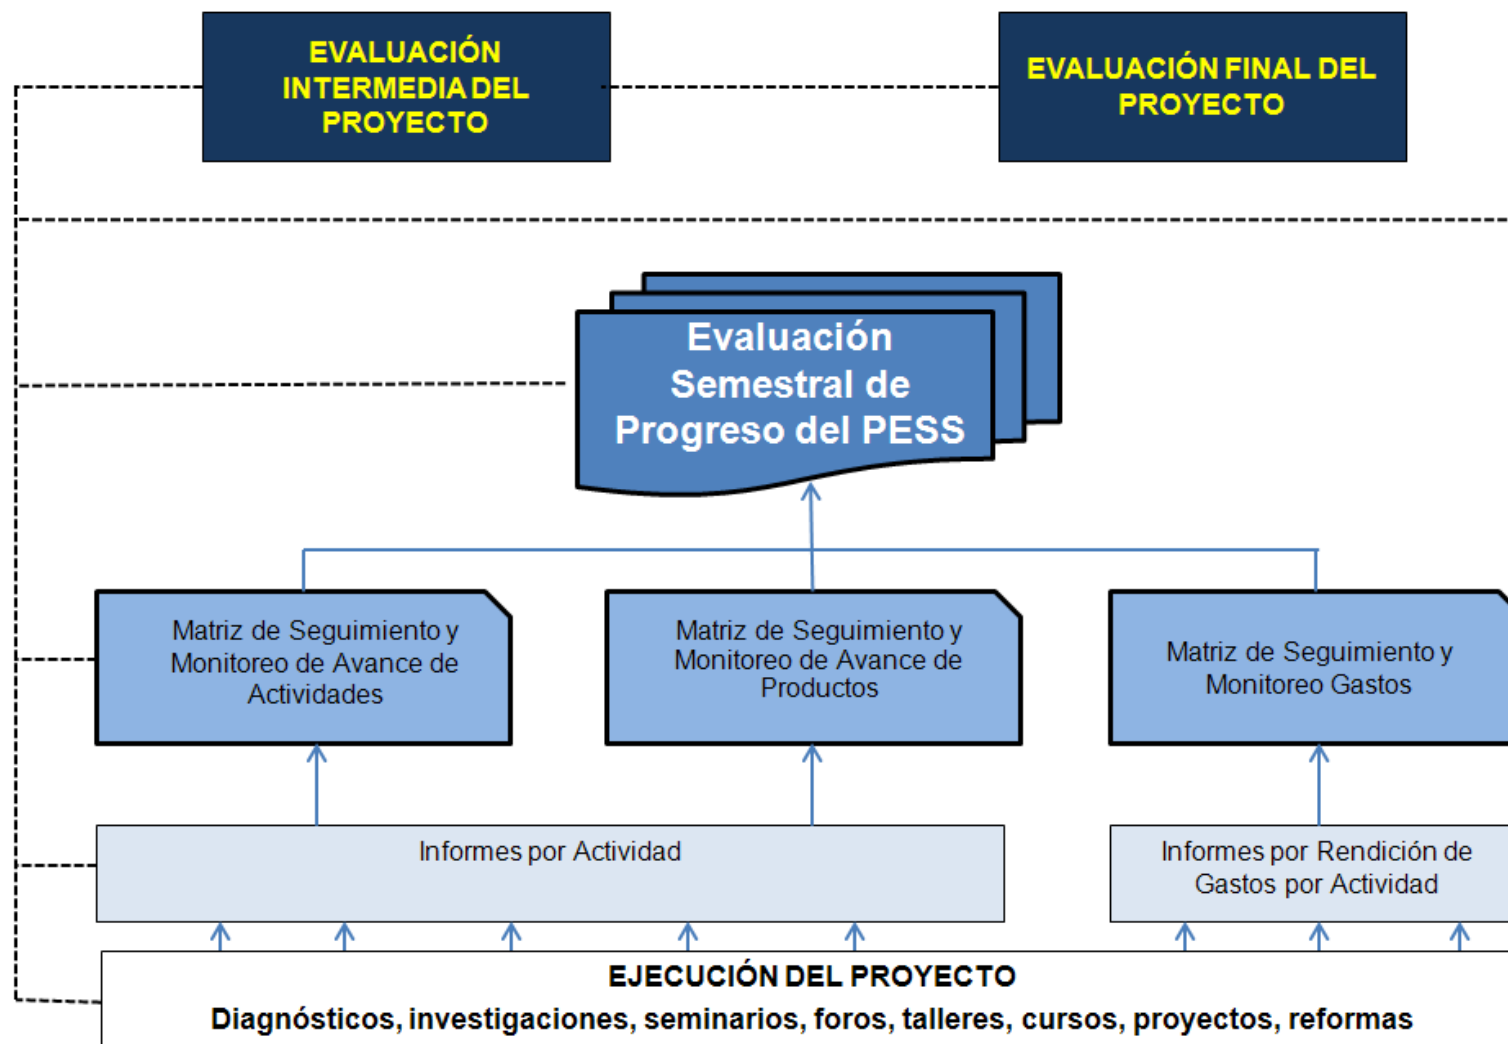 EVALUACIÓN
INTERMEDIA DEL
PROYECTO
EVALUACIÓN FINAL DEL
PROYECTO
Evaluación
Semestral de
Progreso del PESS
Matriz de Seguimiento y
Monitoreo de Avance de
Actividades
Matriz de Seguimiento y
Monitoreo de Avance de
Productos
Matriz de Seguimiento y
Monitoreo Gastos
Informes por Actividad
Informes por Rendición de
Gastos por Actividad
EJECUCIÓN DEL PROYECTO
Diagnósticos, investigaciones, seminarios, foros, talleres, cursos, proyectos, reformas